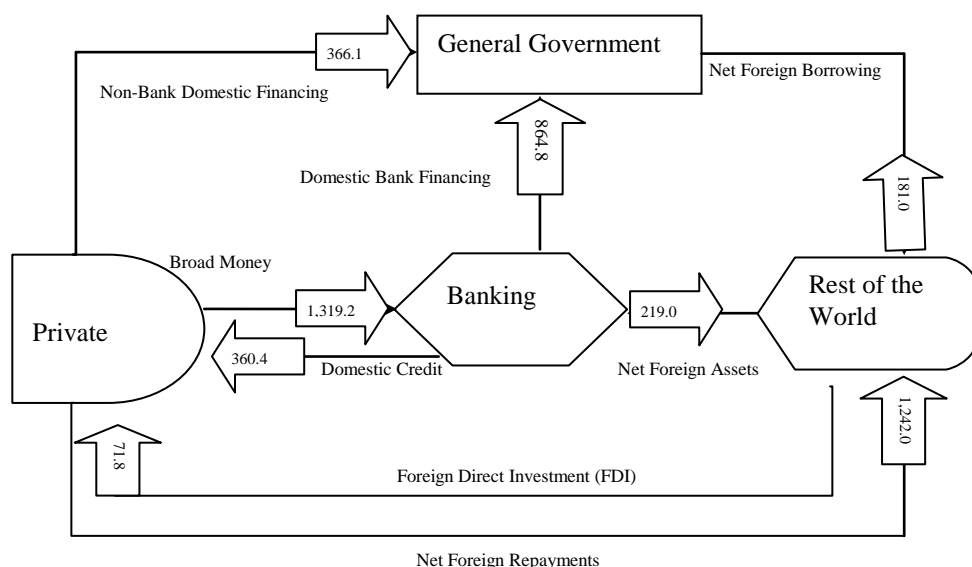 366.1
General Government
Net Foreign Borrowing
Non-Bank Domestic Financing
864.8
Domestic Bank Financing
181.0
Broad Money
Private
1,319.2
Banking
219.0
Rest of the
World
360.4
Domestic Credit
Net Foreign Assets
1,242.0
71.8
Foreign Direct Investment (FDI)
Net Foreign Repayments